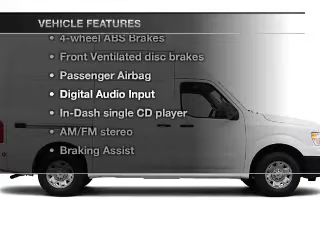 VEHICLE FEATURES
• 4-wheel ABS Brakes
• Front Ventilated disc brakes
• Passenger Airbag
• Digital Audio Input
• In-Dash single CD player
• AM/FM stereo
• Braking Assist